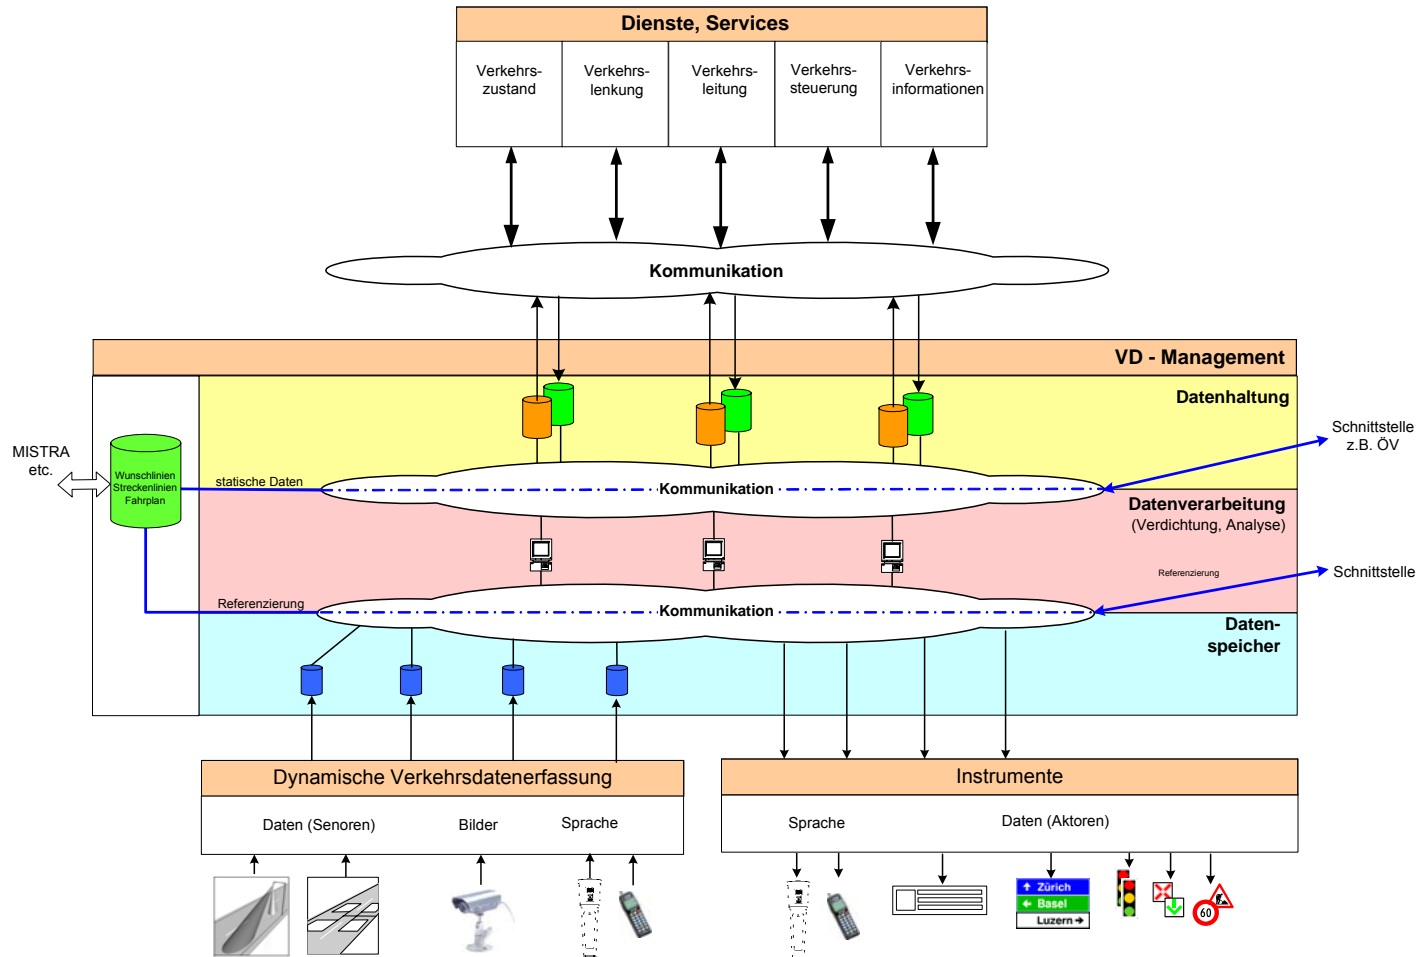 Dienste, Services
Verkehrs-
zustand
Verkehrs-
lenkung
Verkehrs-
leitung
Verkehrs-
steuerung
Verkehrs-
informationen
Kommunikation
VD - Management
Datenhaltung
MISTRA
etc.
Wunschlinien
Streckenlinien
Fahrplan
statische Daten
Kommunikation
Schnittstelle
z.B. ÖV
Datenverarbeitung
(Verdichtung, Analyse)
Referenzierung
Schnittstelle
Referenzierung
Kommunikation
Daten-
speicher
Dynamische Verkehrsdatenerfassung
Daten (Senoren)
Bilder
Sprache
Instrumente
Sprache
Daten (Aktoren)
Zürich
Basel
Luzern
60